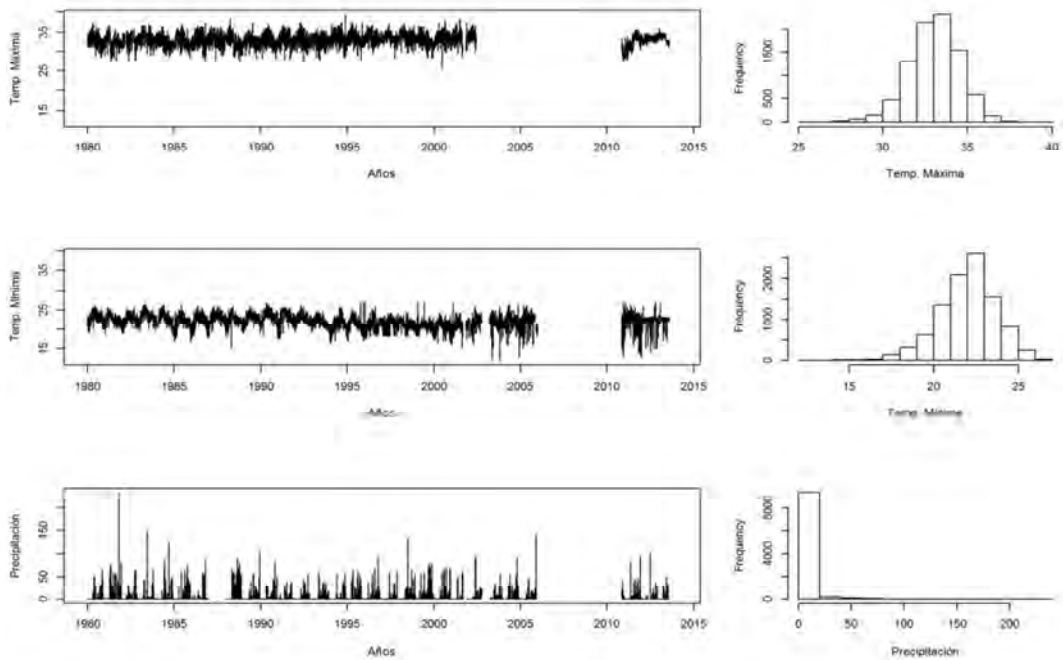 Temp. Máxima
15 25 35
1980 1985 1990 1995 2000 2005 2010 2015
Años
Frequency
0 500 1500
25 30 35 40
Temp. Máxima
Temp. Mínima
15 25 35
1980 1985 1990 1995 2000 2005 2010 2015
Años
Frequency
0 1000 2000
15 20 25
Temp. Mínima
Precipitación
0 50 150
1980 1985 1990 1995 2000 2005 2010 2015
Años
Frequency
0 4000
0 50 100 150 200
Precipitación